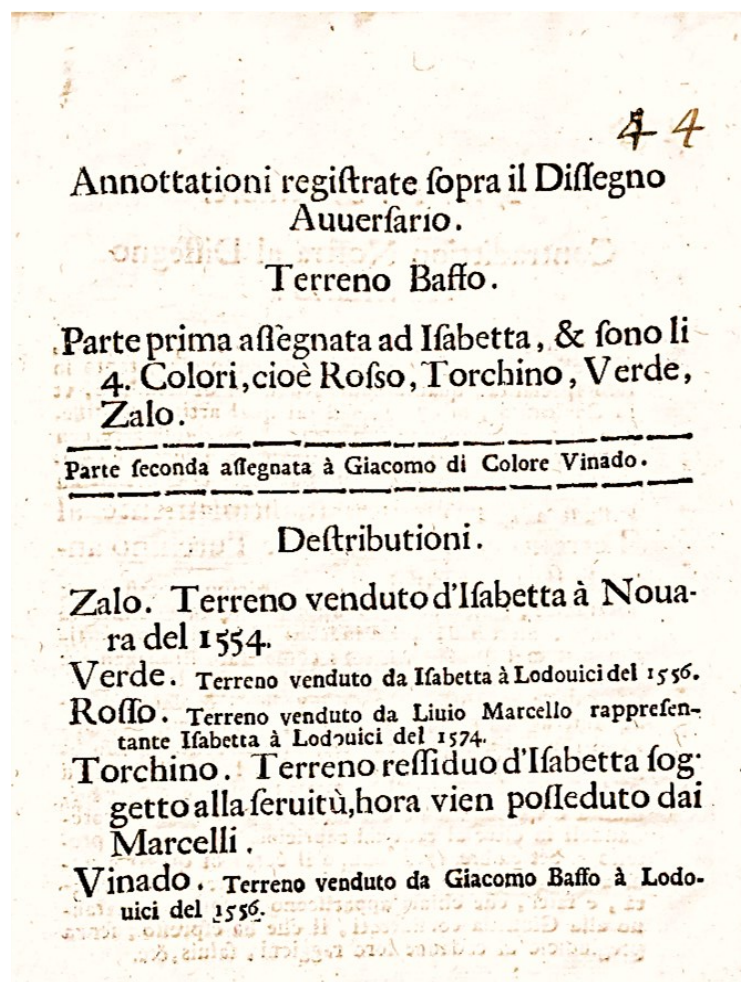 4 4
Annottationi registrate sopra il Dissegno
Auuersario.
Terreno Basso.
Parte prima assegnata ad Isabetta, & sono li
4. Colori, cioè Rosso, Torchino, Verde,
Zalo.
Parte seconda assegnata à Giacomo di Colore Vinado.
Destributioni.
Zalo. Terreno venduto d'Isabetta à Noua-
ra del 1554.
Verde. Terreno venduto da Isabetta à Lodouici del 1556.
Rosso. Terreno venduto da Liuio Marcello rappresen-
tante Isabetta à Lodouici del 1574.
Torchino. Terreno ressiduo d'Isabetta sog-
getto alla seruitù, hora vien posseduto dai
Marcelli.
Vinado. Terreno venduto da Giacomo Basso à Lodo-
uici del 1556.